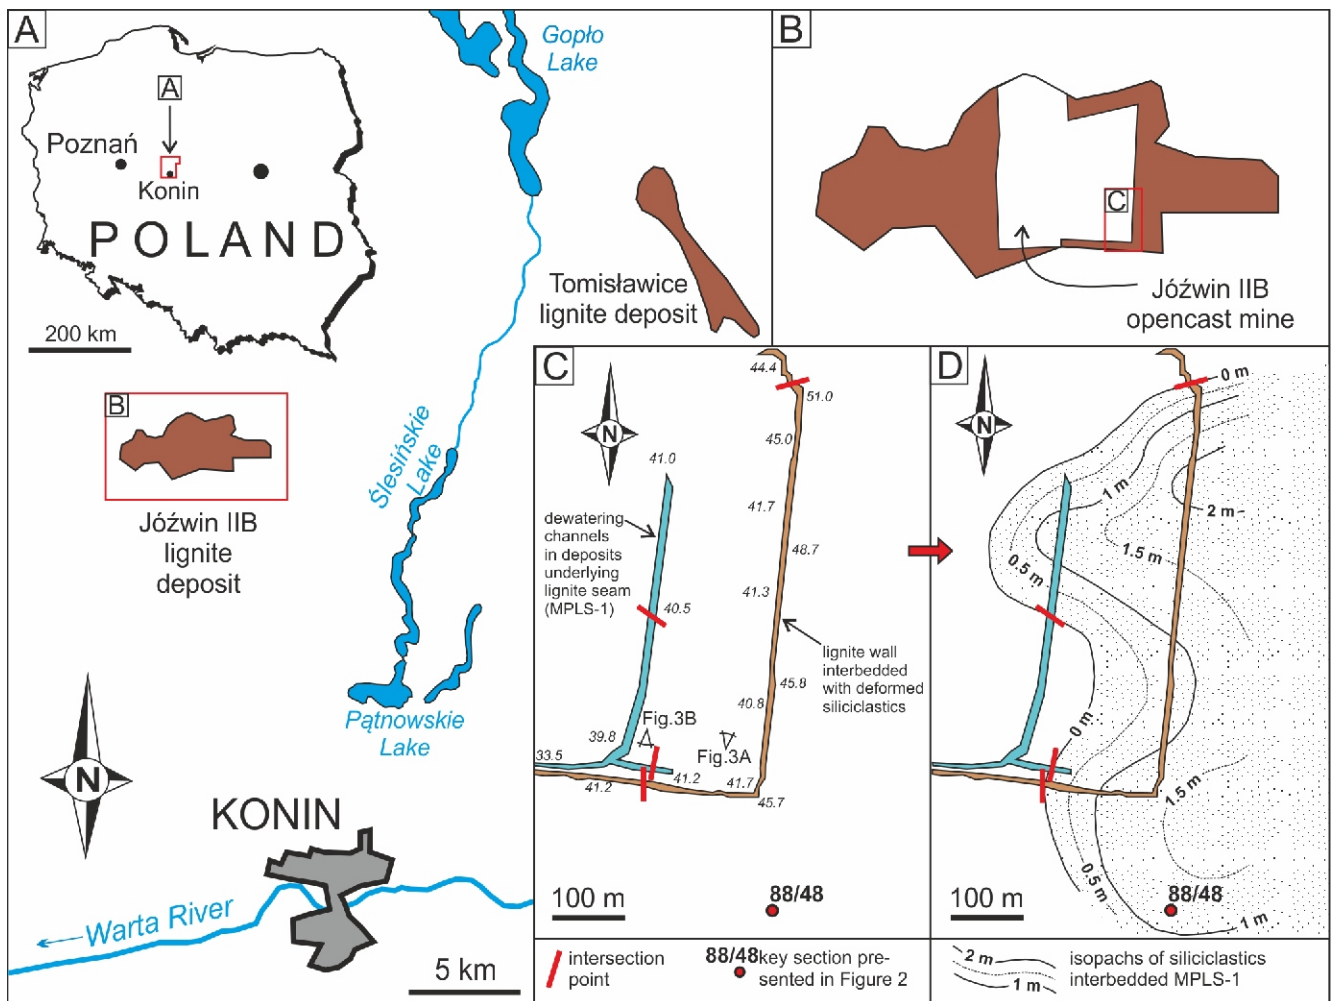 A
Gopło
Lake
A
Poznań
Konin
POLAND
200 km
Tomisławice
lignite deposit
B
Jóźwin IIB
lignite
deposit
Ślesińskie
Lake
Pątnowskie
Lake
N
KONIN
Warta River
5 km
B
C
Jóźwin IIB
opencast mine
C
N
44.4
51.0
45.0
41.0
41.7
dewatering
channels
in deposits
underlying
lignite seam
(MPLS-1)
48.7
41.3
40.5
lignite wall
interbedded
with deformed
siliciclastics
45.8
40.8
Fig.3B
39.8
Fig.3A
33.5
41.2
41.2
41.7
45.7
100 m
88/48
intersection
point
88/48 key section pre-
sented in Figure 2
D
N
0 m
1 m
2 m
1.5 m
0.5 m
0 m
1.5 m
0.5 m
88/48
1 m
100 m
2 m
1 m
isopachs of siliciclastics
interbedded MPLS-1